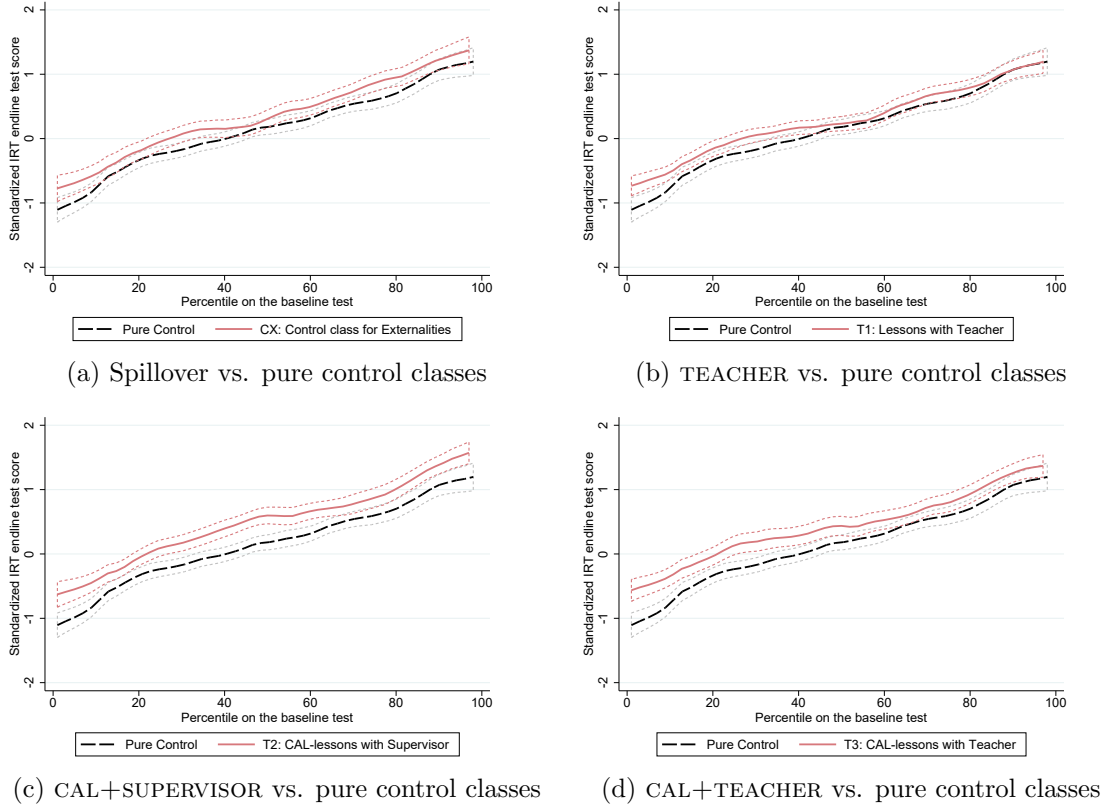 Standardized IRT endline test score
2
1
0
-1
-2
0 20 40 60 80 100
Percentile on the baseline test
Pure Control CX: Control class for Externalities
(a) Spillover vs. pure control classes
Standardized IRT endline test score
2
1
0
-1
-2
0 20 40 60 80 100
Percentile on the baseline test
Pure Control T1: Lessons with Teacher
(b) TEACHER vs. pure control classes
Standardized IRT endline test score
2
1
0
-1
-2
0 20 40 60 80 100
Percentile on the baseline test
Pure Control T2: CAL-lessons with Supervisor
(c) CAL+SUPERVISOR vs. pure control classes
Standardized IRT endline test score
2
1
0
-1
-2
0 20 40 60 80 100
Percentile on the baseline test
Pure Control T3: CAL-lessons with Teacher
(d) CAL+TEACHER vs. pure control classes